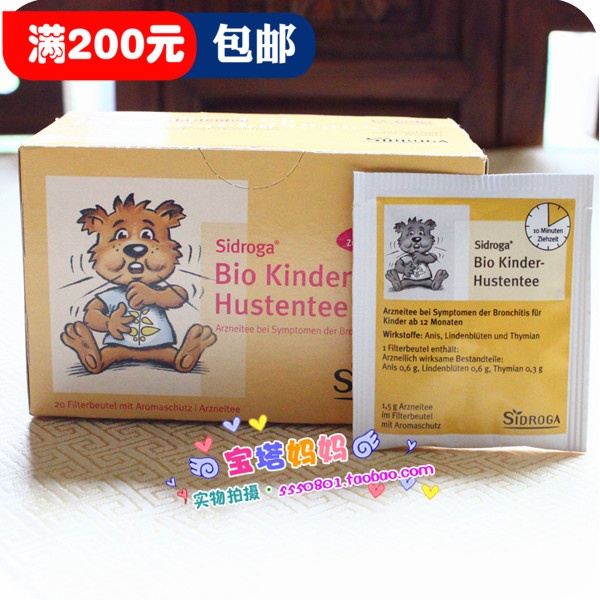 满200元 包邮
SIDROGA
Sidroga®
Bio Kinder-
Hustentee
Arzneitee bei Symptomen der
20 Filterbeutel mit Aromaschutz | Arzneitee
10 Minuten
Ziehzeit
Sidroga®
Bio Kinder-
Hustentee
Arzneitee bei Symptomen der Bronchitis für
Kinder ab 12 Monaten
Wirkstoffe: Anis, Lindenblüten und Thymian
1 Filterbeutel enthält:
Arzneilich wirksame Bestandteile:
Anis 0,6 g, Lindenblüten 0,6 g, Thymian 0,3 g
1,5 g Arzneitee
im Filterbeutel
mit Aromaschutz
SIDROGA
宝塔妈妈
实物拍摄·5550801.taobao.com